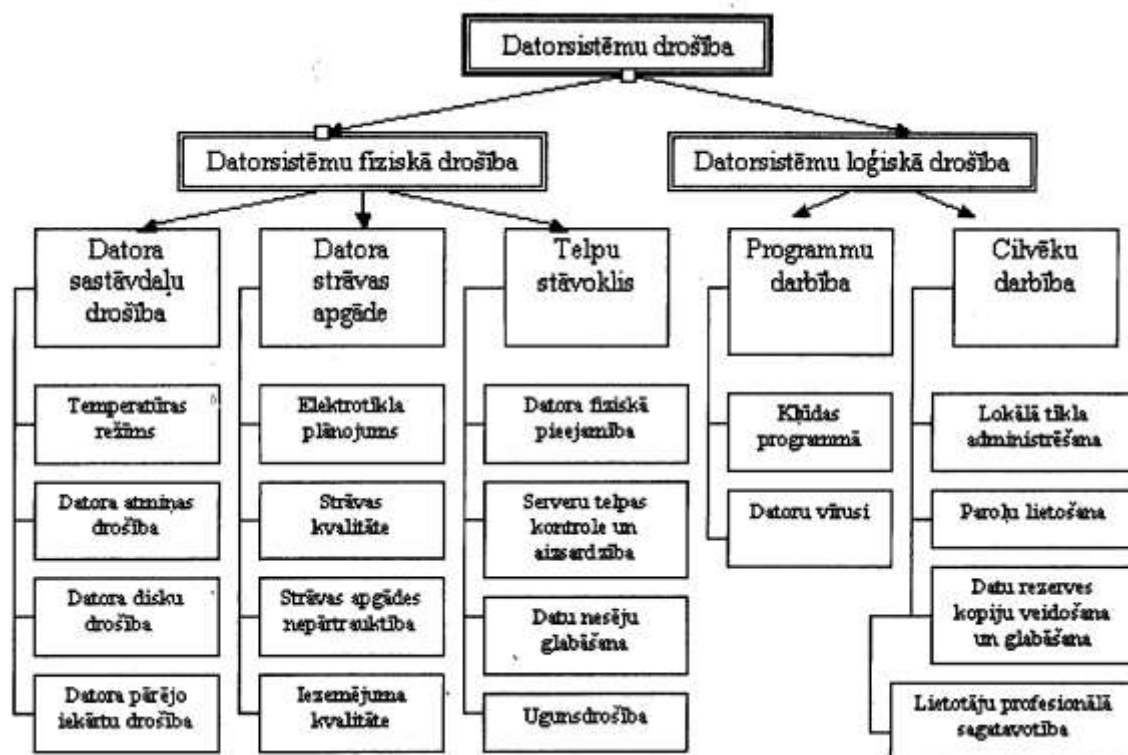 Datorsistēmu drošība
Datorsistēmu fiziskā drošība
Datorsistēmu loģiskā drošība
Datora
sastāvdaļu
drošība
Datora
strāvas
apgāde
Telpu
stāvoklis
Programmu
darbība
Cilvēku
darbība
Temperatūras
režīms
Datora atmiņas
drošība
Datora disku
drošība
Datora pārējo
iekārtu drošība
Elektrotīkla
plānojums
Strāvas
kvalitāte
Strāvas apgādes
nepārtrauktība
Iezemējuma
kvalitāte
Datora fiziskā
pieejamība
Serveru telpas
kontrole un
aizsardzība
Datu nesēju
glabāšana
Ugunsdrošība
Kļūdas
programmā
Datoru vīrusi
Lokālā tīkla
administrēšana
Paroļu lietošana
Datu rezerves
kopiju veidošana
un glabāšana
Lietotāju profesionālā
sagatavotība